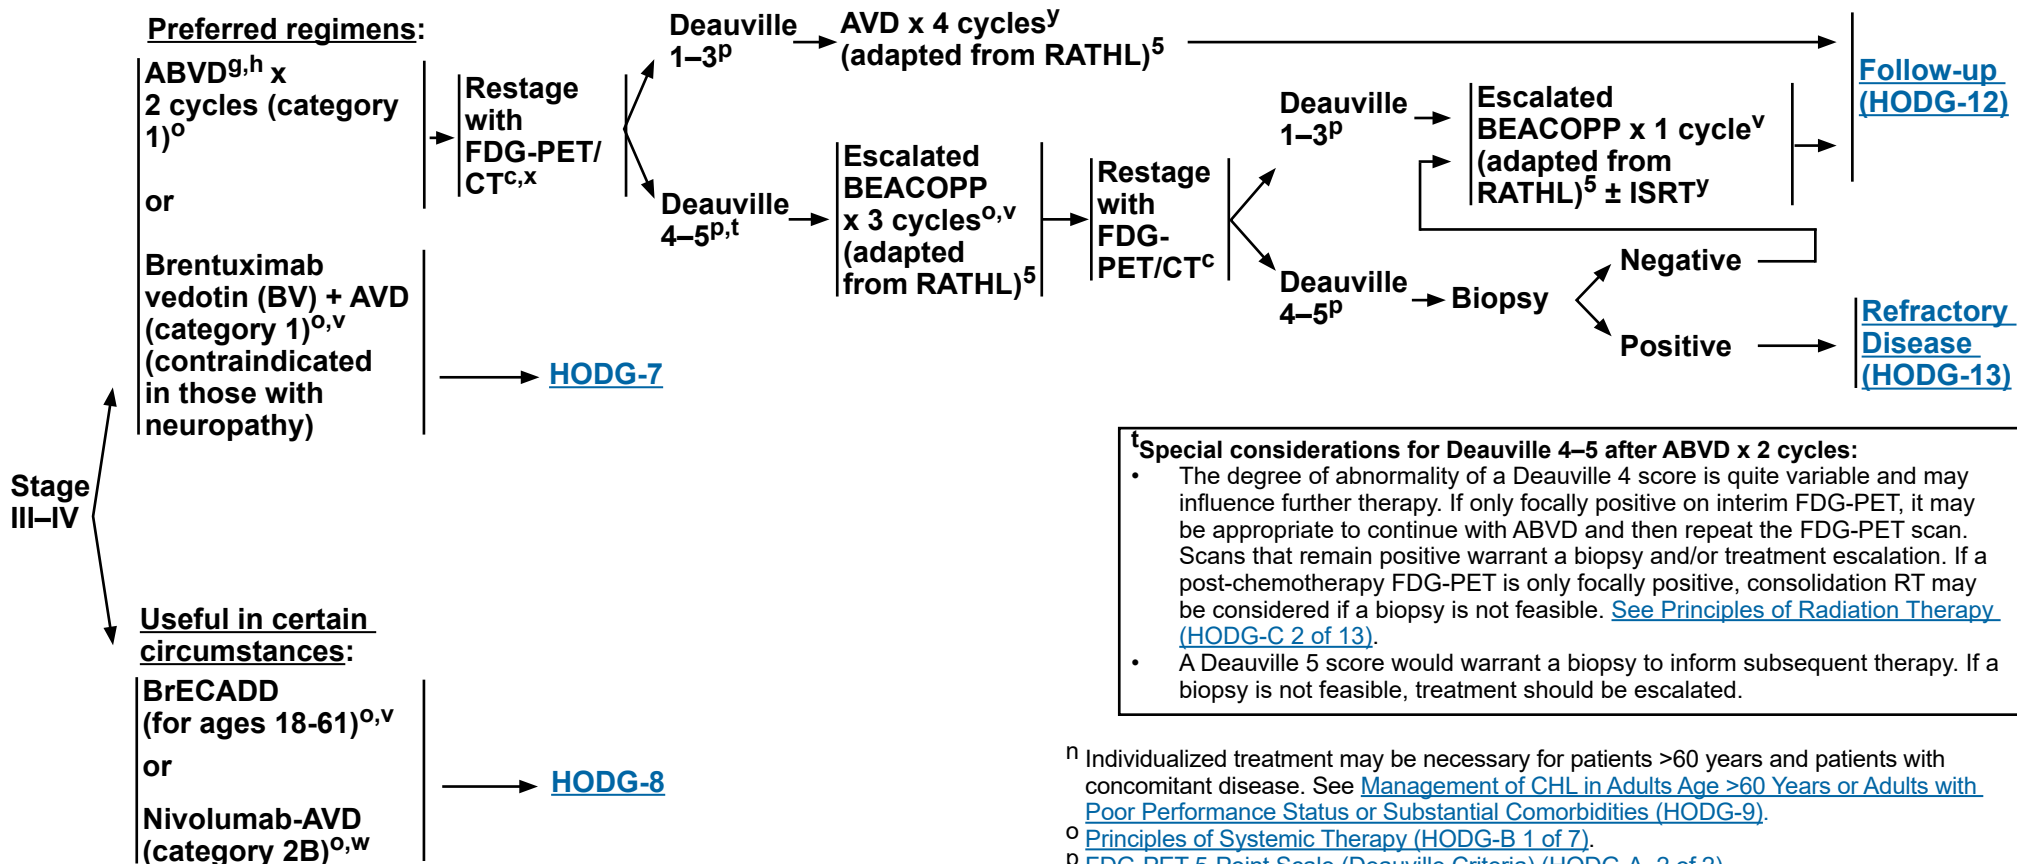 Preferred regimens:
ABVDg,h x
2 cycles (category
1)o
or
Brentuximab
vedotin (BV) + AVD
(category 1)o,v
(contraindicated
in those with
neuropathy)
Restage
with
FDG-PET/
CTc,x
Deauville
1–3p
AVD x 4 cyclesy
(adapted from RATHL)5
Deauville
4–5p,t
Escalated
BEACOPP
x 3 cycleso,v
(adapted
from RATHL)5
Restage
with
FDG-
PET/CTc
Deauville
1–3p
Escalated
BEACOPP x 1 cyclev
(adapted from
RATHL)5 ± ISRTy
Deauville
4–5p
Biopsy
Negative
Positive
Follow-up
(HODG-12)
Refractory
Disease
(HODG-13)
HODG-7
Stage
III–IV
Useful in certain
circumstances:
BrECADD
(for ages 18-61)o,v
or
Nivolumab-AVD
(category 2B)o,w
HODG-8
tSpecial considerations for Deauville 4–5 after ABVD x 2 cycles:
• The degree of abnormality of a Deauville 4 score is quite variable and may
influence further therapy. If only focally positive on interim FDG-PET, it may
be appropriate to continue with ABVD and then repeat the FDG-PET scan.
Scans that remain positive warrant a biopsy and/or treatment escalation. If a
post-chemotherapy FDG-PET is only focally positive, consolidation RT may
be considered if a biopsy is not feasible. See Principles of Radiation Therapy
(HODG-C 2 of 13).
• A Deauville 5 score would warrant a biopsy to inform subsequent therapy. If a
biopsy is not feasible, treatment should be escalated.
n Individualized treatment may be necessary for patients >60 years and patients with
concomitant disease. See Management of CHL in Adults Age >60 Years or Adults with
Poor Performance Status or Substantial Comorbidities (HODG-9).
o Principles of Systemic Therapy (HODG-B 1 of 7).
p FDG-PET 5-Point Scale (Deauville Criteria) (HODG-A, 2 of 2)